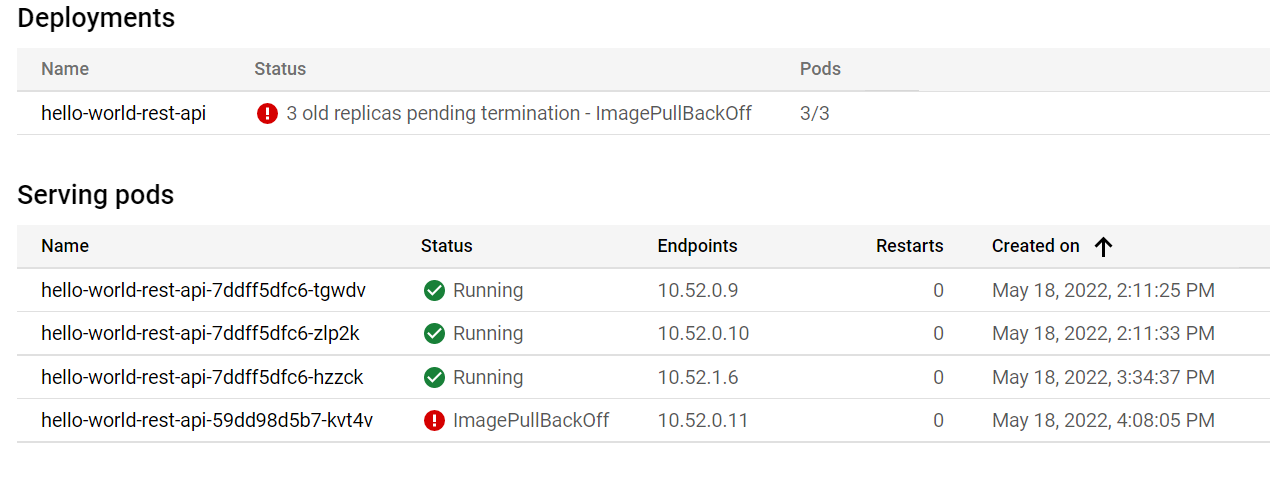 Deployments
Name Status Pods
hello-world-rest-api 3 old replicas pending termination - ImagePullBackOff 3/3
Serving pods
Name Status Endpoints Restarts Created on
hello-world-rest-api-7ddff5dfc6-tgwdv Running 10.52.0.9 0 May 18, 2022, 2:11:25 PM
hello-world-rest-api-7ddff5dfc6-zlp2k Running 10.52.0.10 0 May 18, 2022, 2:11:33 PM
hello-world-rest-api-7ddff5dfc6-hzzck Running 10.52.1.6 0 May 18, 2022, 3:34:37 PM
hello-world-rest-api-59dd98d5b7-kvt4v ImagePullBackOff 10.52.0.11 0 May 18, 2022, 4:08:05 PM